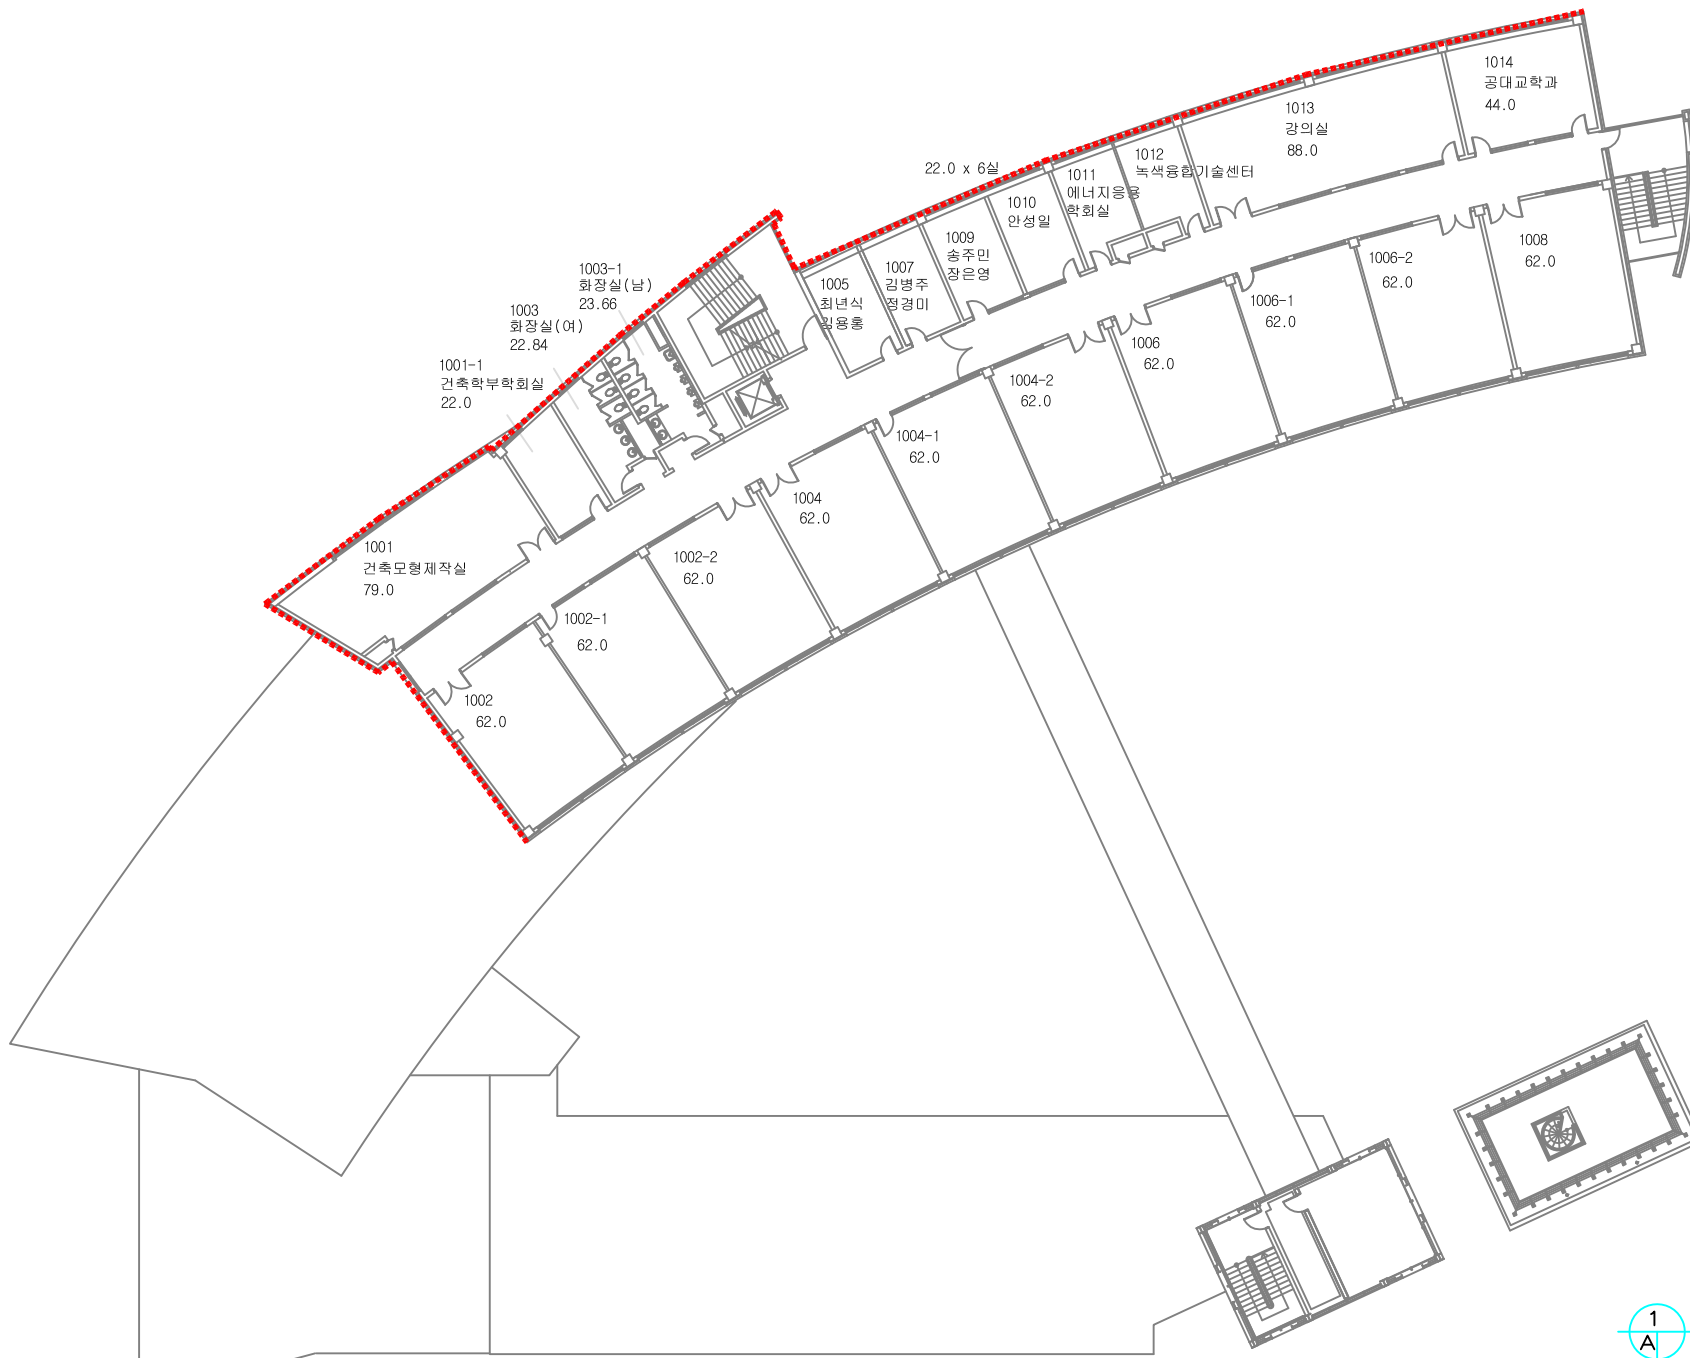 1014
공대교학과
44.0
1013
강의실
88.0
22.0 x 6실
1012
녹색융합기술센터
1011
에너지응용
학회실
1010
안성일
1009
송주민
장은영
1007
김병주
정경미
1005
최년식
임용홍
1008
62.0
1006-2
62.0
1006-1
62.0
1006
62.0
1004-2
62.0
1004-1
62.0
1004
62.0
1003-1
화장실(남)
23.66
1003
화장실(여)
22.84
1001-1
건축학부학회실
22.0
1001
건축모형제작실
79.0
1002-2
62.0
1002-1
62.0
1002
62.0
1
A